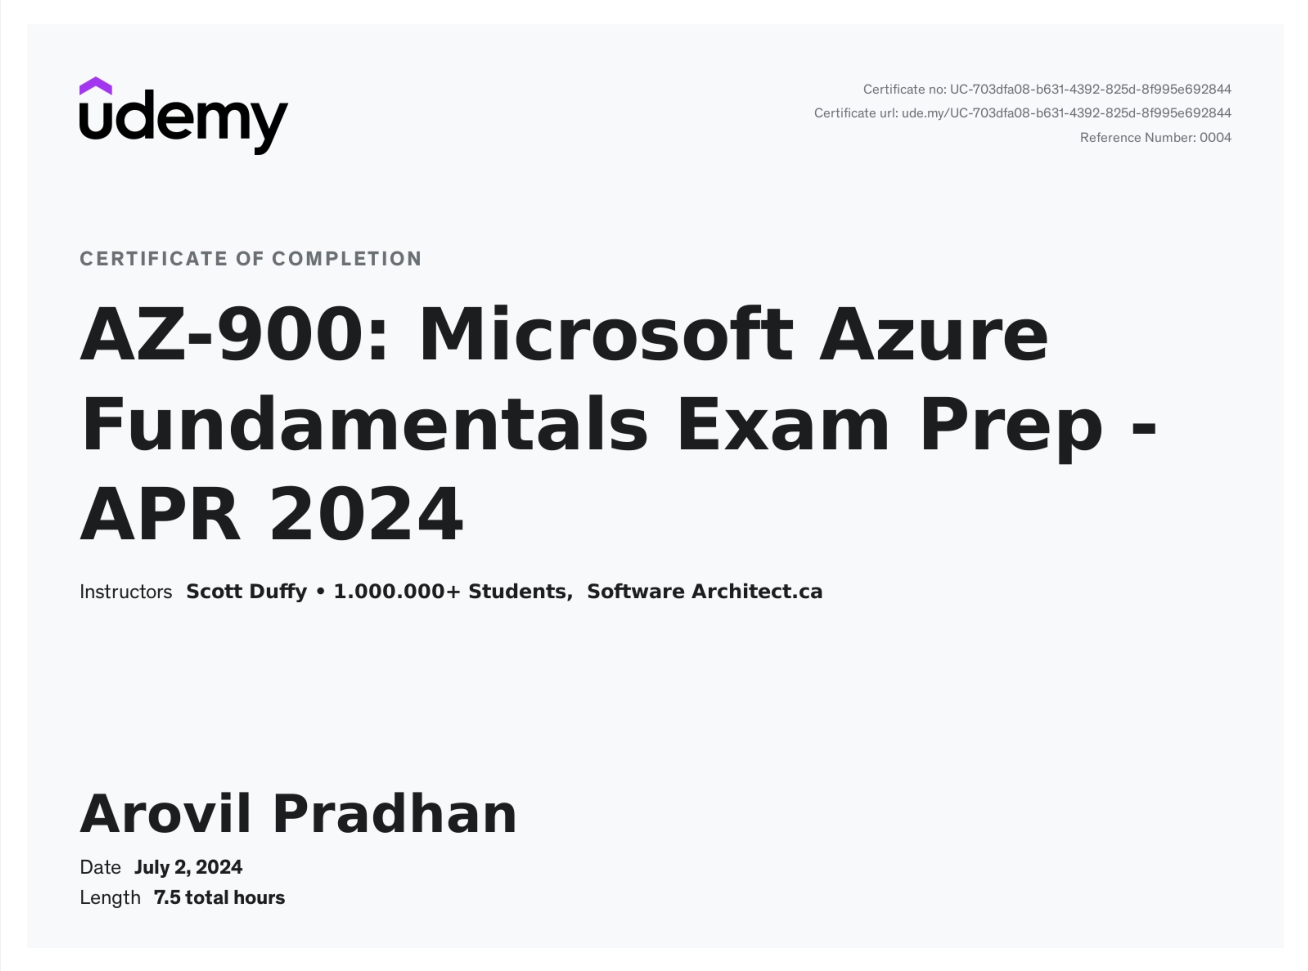 udemy
Certificate no: UC-703dfa08-b631-4392-825d-8f995e692844
Certificate url: ude.my/UC-703dfa08-b631-4392-825d-8f995e692844
Reference Number: 0004
CERTIFICATE OF COMPLETION
AZ-900: Microsoft Azure
Fundamentals Exam Prep -
APR 2024
Instructors Scott Duffy • 1.000.000+ Students, Software Architect.ca
Arovil Pradhan
Date July 2, 2024
Length 7.5 total hours